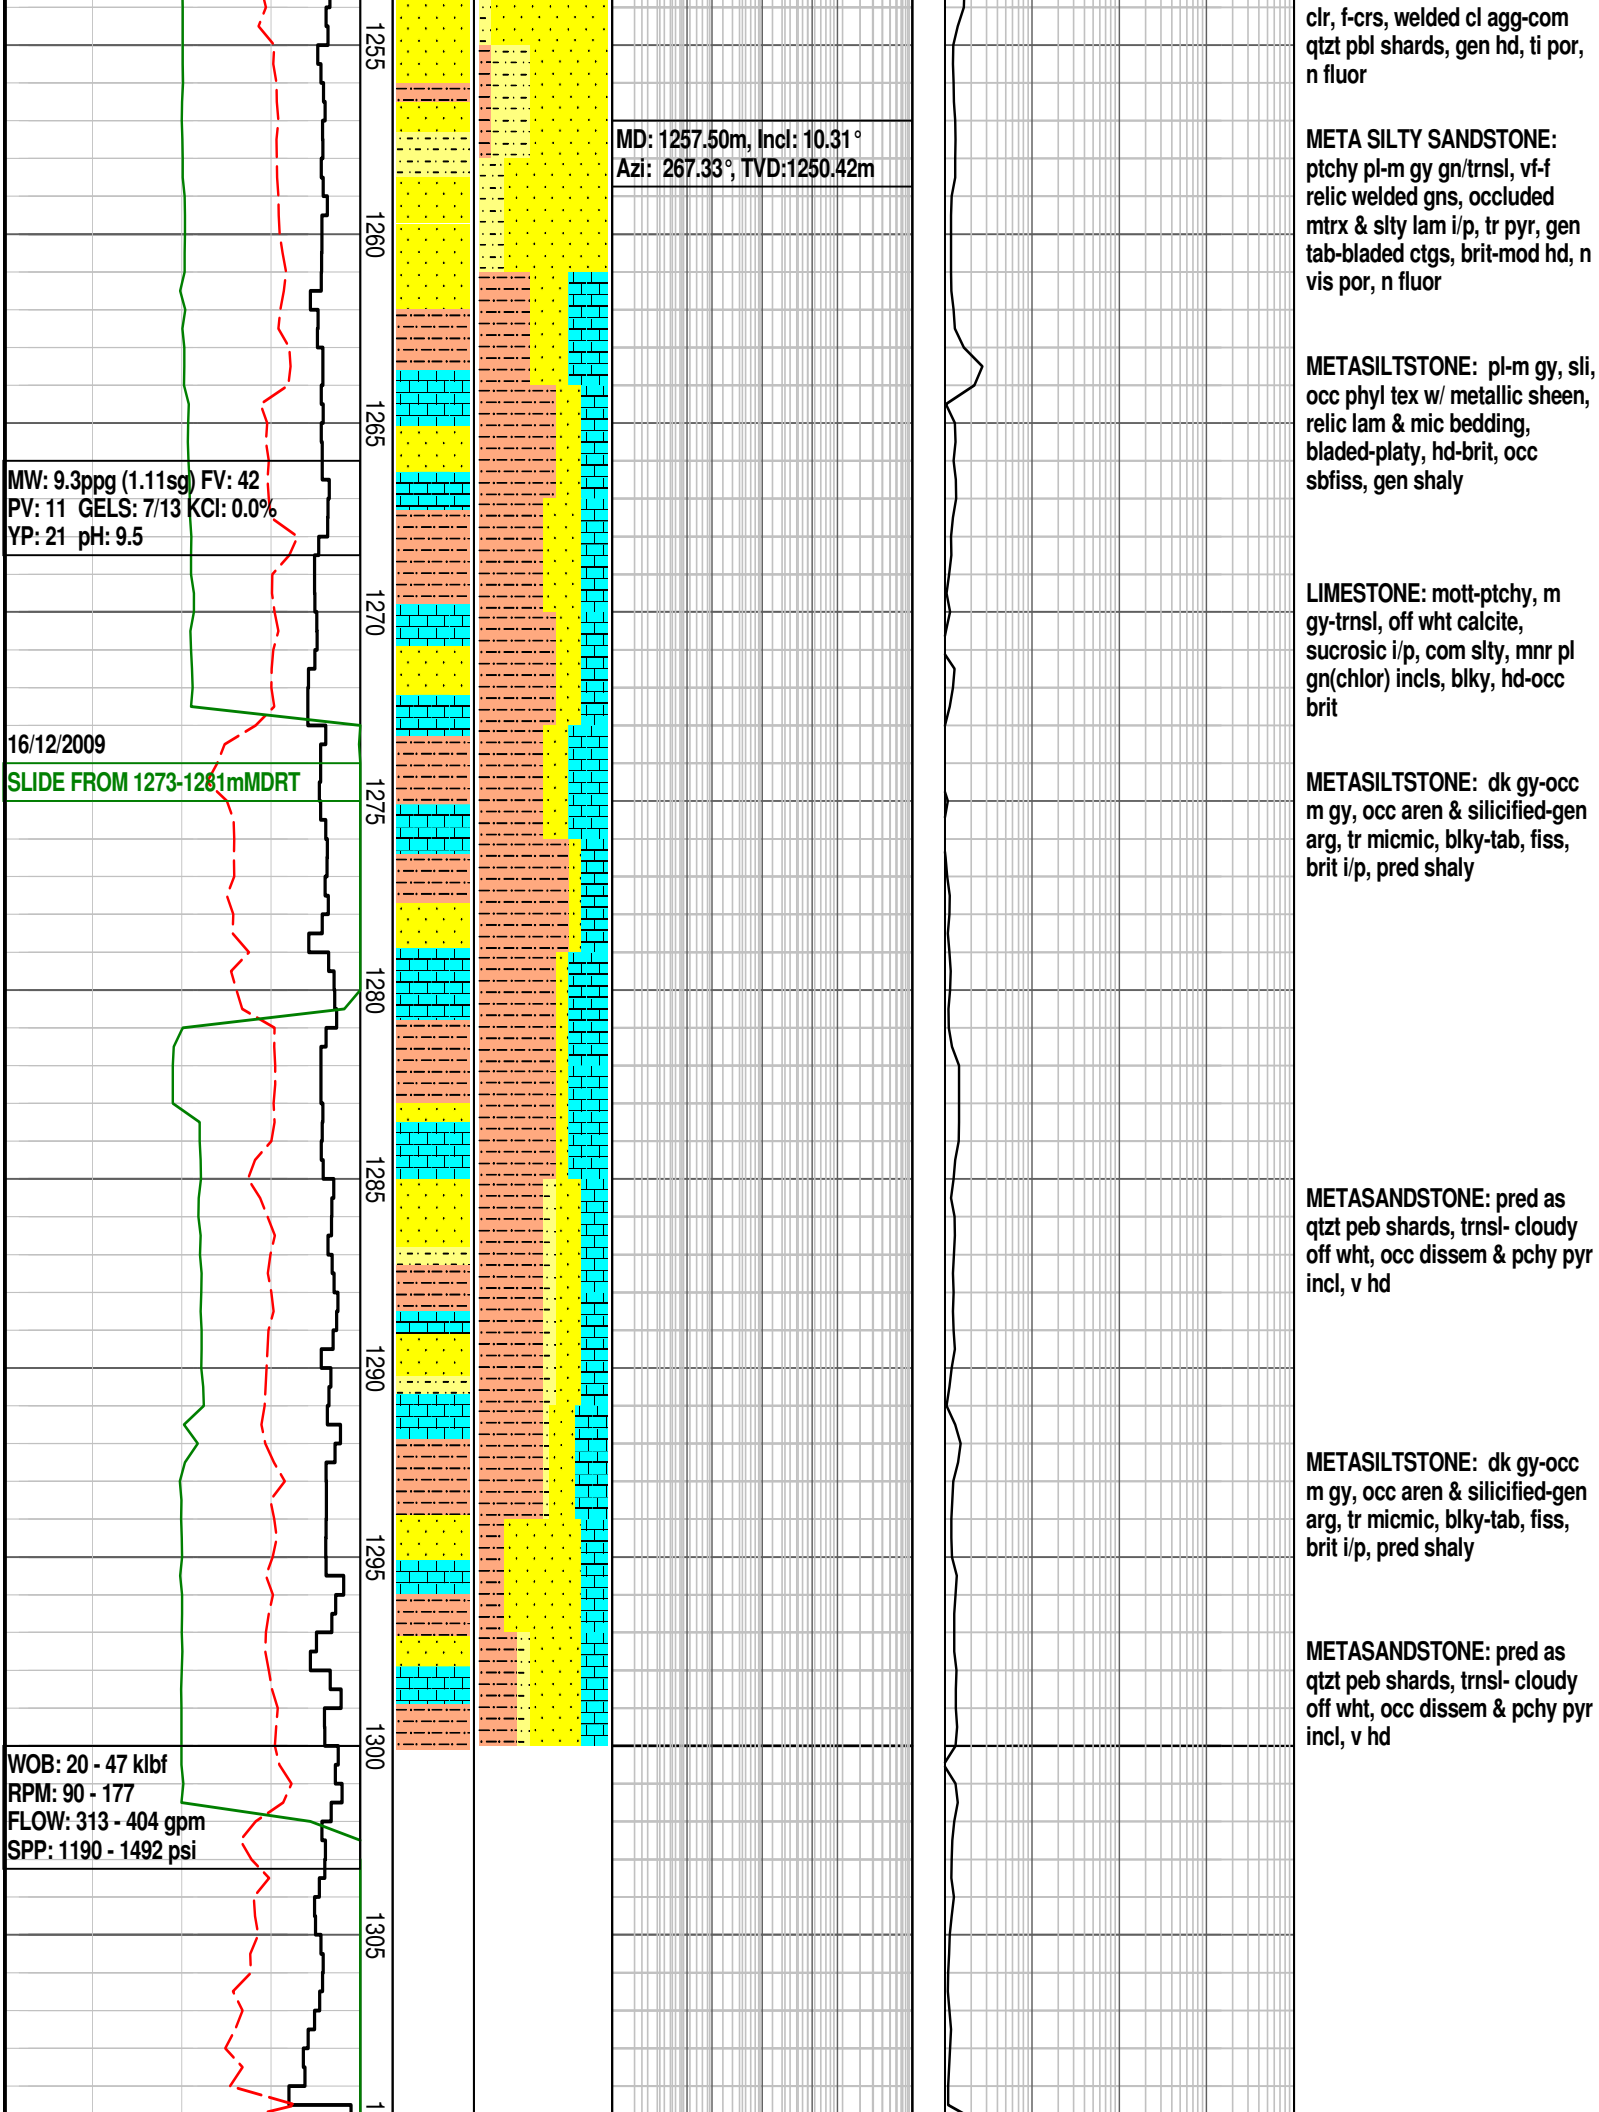 1255
1260
1265
1270
1275
1280
1285
1290
1295
1300
1305
1
MW: 9.3ppg (1.11sg) FV: 42
PV: 11 GELS: 7/13 KCl: 0.0%
YP: 21 pH: 9.5
16/12/2009
SLIDE FROM 1273-1281mMDRT
WOB: 20 - 47 klbf
RPM: 90 - 177
FLOW: 313 - 404 gpm
SPP: 1190 - 1492 psi
MD: 1257.50m, Incl: 10.31°
Azi: 267.33°, TVD:1250.42m
clr, f-crs, welded cl agg-com
qtzt pbl shards, gen hd, ti por,
n fluor
META SILTY SANDSTONE:
ptchy pl-m gy gn/trnsl, vf-f
relic welded gns, occluded
mtrx & slty lam i/p, tr pyr, gen
tab-bladed ctgs, brit-mod hd, n
vis por, n fluor
METASILTSTONE: pl-m gy, sli,
occ phyl tex w/ metallic sheen,
relic lam & mic bedding,
bladed-platy, hd-brit, occ
sbfiss, gen shaly
LIMESTONE: mott-ptchy, m
gy-trnsl, off wht calcite,
sucrosic i/p, com slty, mnr pl
gn(chlor) incls, blky, hd-occ
brit
METASILTSTONE: dk gy-occ
m gy, occ aren & silicified-gen
arg, tr micmic, blky-tab, fiss,
brit i/p, pred shaly
METASANDSTONE: pred as
qtzt peb shards, trnsl- cloudy
off wht, occ dissem & pchy pyr
incl, v hd
METASILTSTONE: dk gy-occ
m gy, occ aren & silicified-gen
arg, tr micmic, blky-tab, fiss,
brit i/p, pred shaly
METASANDSTONE: pred as
qtzt peb shards, trnsl- cloudy
off wht, occ dissem & pchy pyr
incl, v hd